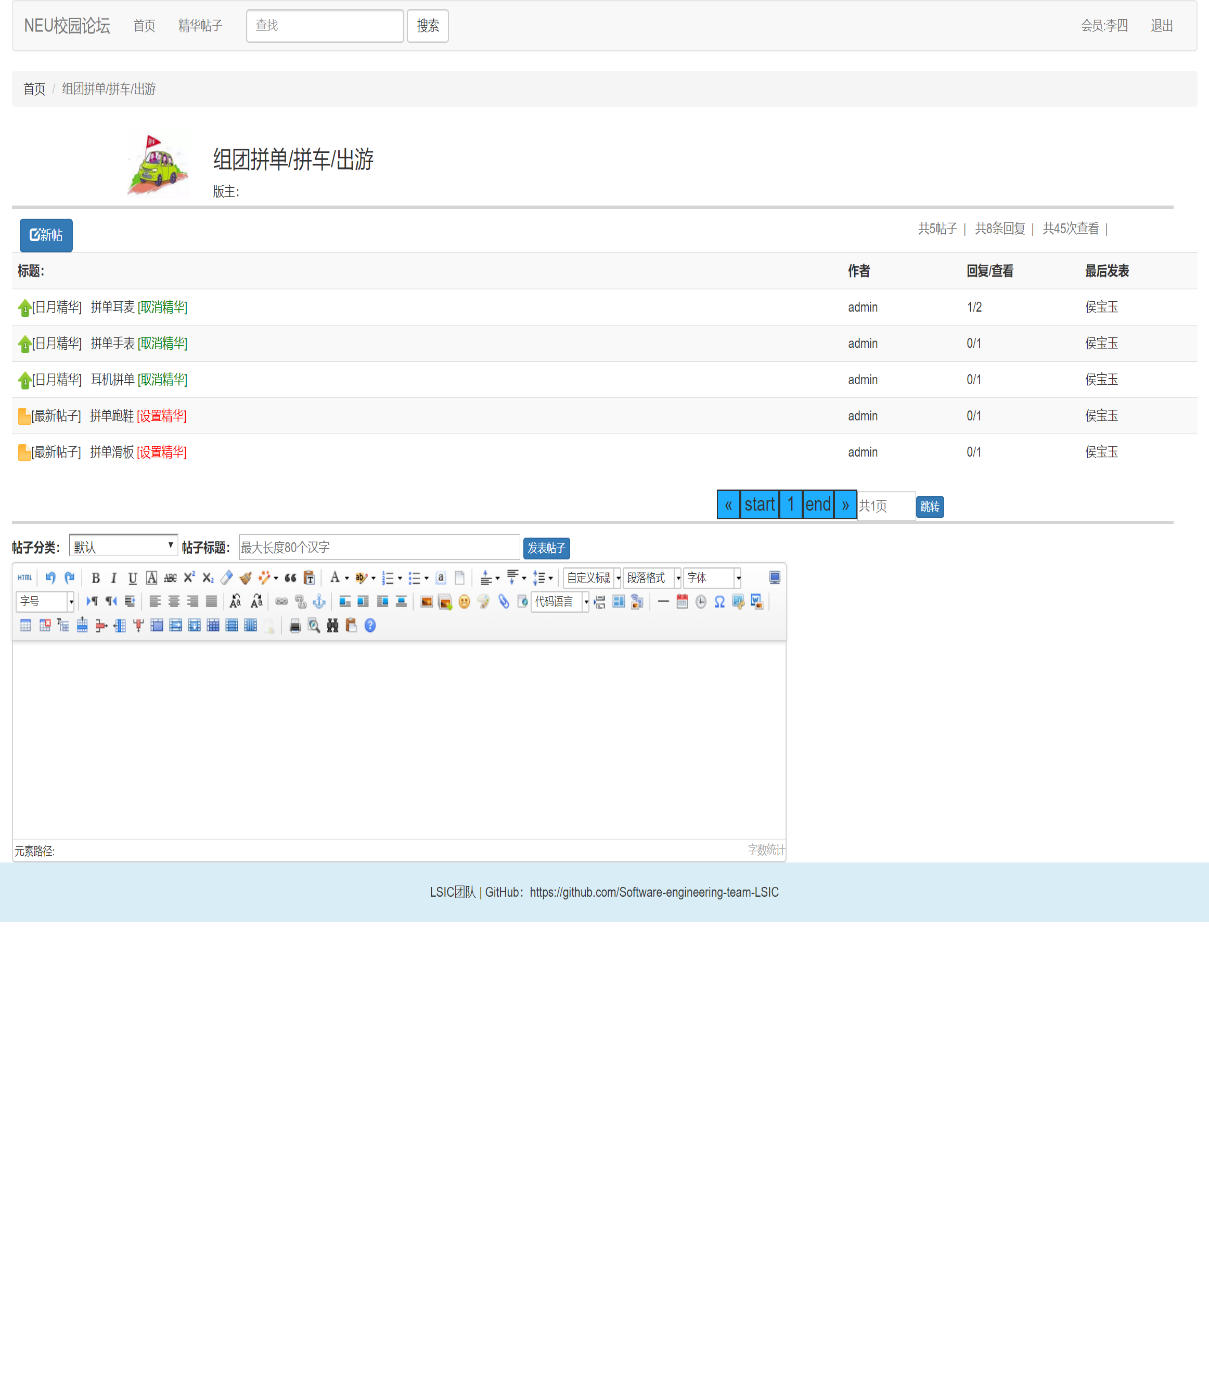 NEU校园论坛 首页 精华帖子 查找 搜索 会员:李四 退出
首页 / 组团拼单/拼车/出游
组团拼单/拼车/出游
版主:
新帖 共5帖子 | 共8条回复 | 共45次查看 |
标题: 作者 回复/查看 最后发表
[日月精华] 拼单耳麦 [取消精华] admin 1/2 侯宝玉
[日月精华] 拼单手表 [取消精华] admin 0/1 侯宝玉
[日月精华] 耳机拼单 [取消精华] admin 0/1 侯宝玉
[最新帖子] 拼单跑鞋 [设置精华] admin 0/1 侯宝玉
[最新帖子] 拼单滑板 [设置精华] admin 0/1 侯宝玉
« start 1 end » 共1页 跳转
帖子分类: 默认 帖子标题: 最大长度80个汉字 发表帖子
HTML B I U A ABC X² X₂ A ab a 自定义标题 段落格式 字体
字号 代码语言
元素路径: 字数统计
LSIC团队 | GitHub：https://github.com/Software-engineering-team-LSIC